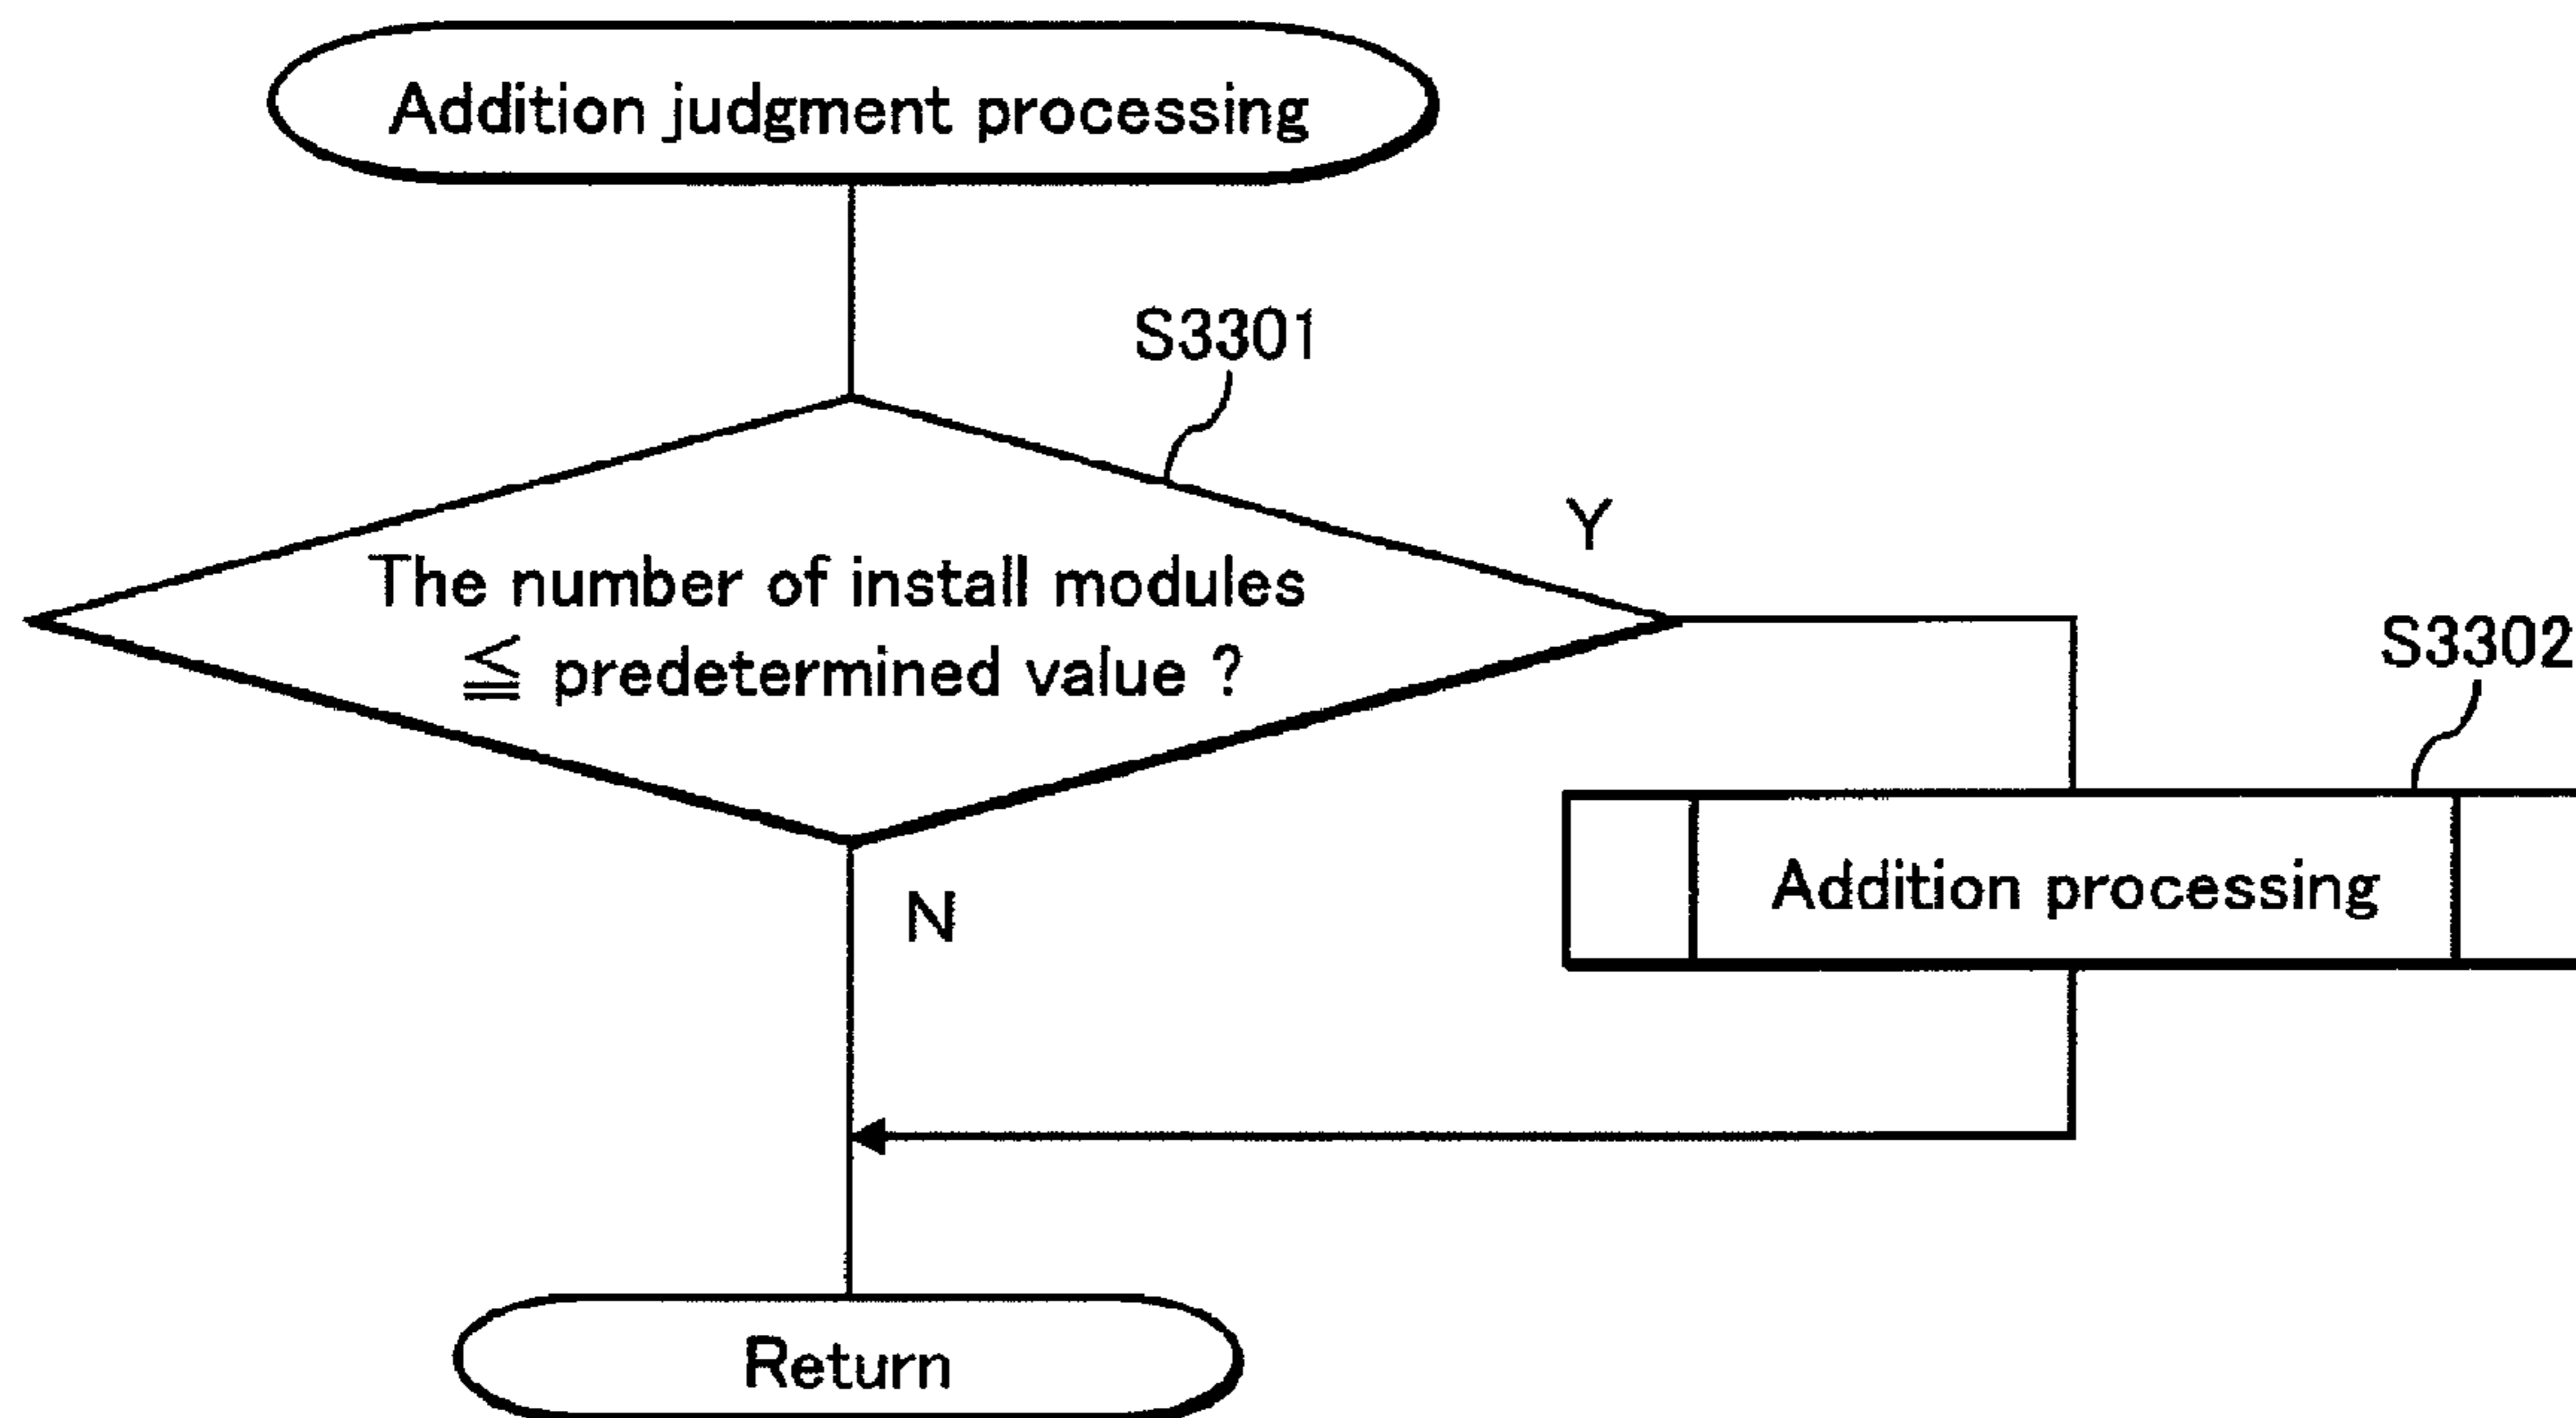 Addition judgment processing
S3301
Y
The number of install modules
≦ predetermined value ?
S3302
Addition processing
N
Return